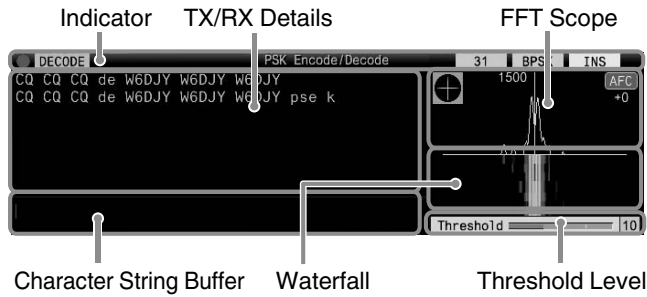 Indicator TX/RX Details FFT Scope
DECODE PSK Encode/Decode 31 BPSK INS
CQ CQ CQ de W6DJY W6DJY W6DJY
CQ CQ CQ de W6DJY W6DJY W6DJY pse k
1500 AFC
+0
Threshold 10
Character String Buffer Waterfall Threshold Level